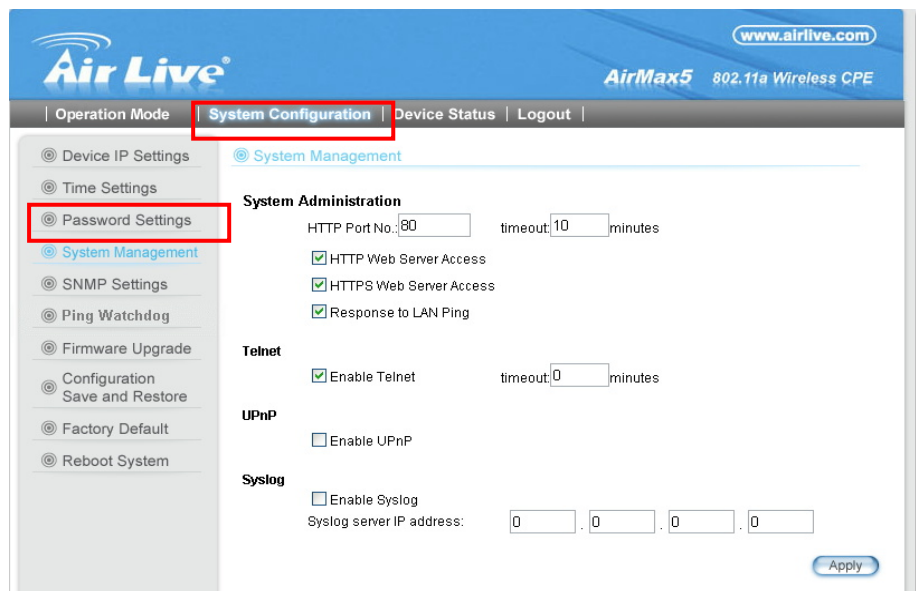 www.airlive.com
Air Live®
AirMax5 802.11a Wireless CPE
| Operation Mode | System Configuration | Device Status | Logout |
Device IP Settings
Time Settings
Password Settings
System Management
SNMP Settings
Ping Watchdog
Firmware Upgrade
Configuration
Save and Restore
Factory Default
Reboot System
System Management
System Administration
HTTP Port No.: 80 timeout: 10 minutes
HTTP Web Server Access
HTTPS Web Server Access
Response to LAN Ping
Telnet
Enable Telnet timeout: 0 minutes
UPnP
Enable UPnP
Syslog
Enable Syslog
Syslog server IP address: 0 . 0 . 0 . 0
Apply